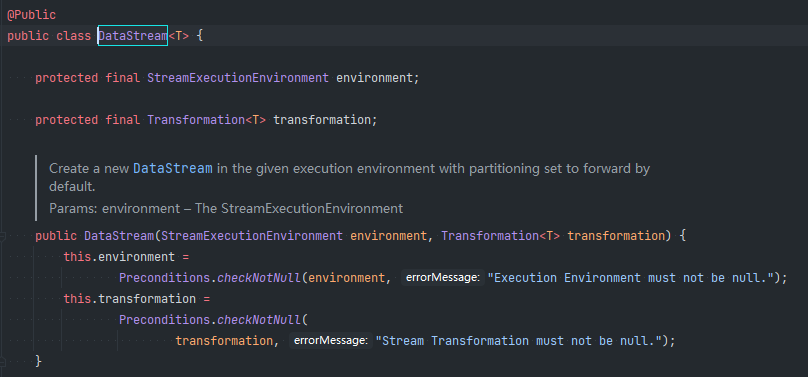 @Public
public class DataStream<T> {
protected final StreamExecutionEnvironment environment;
protected final Transformation<T> transformation;
Create a new DataStream in the given execution environment with partitioning set to forward by
default.
Params: environment – The StreamExecutionEnvironment
public DataStream(StreamExecutionEnvironment environment, Transformation<T> transformation) {
this.environment =
Preconditions.checkNotNull(environment, errorMessage: "Execution Environment must not be null.");
this.transformation =
Preconditions.checkNotNull(
transformation, errorMessage: "Stream Transformation must not be null.");
}